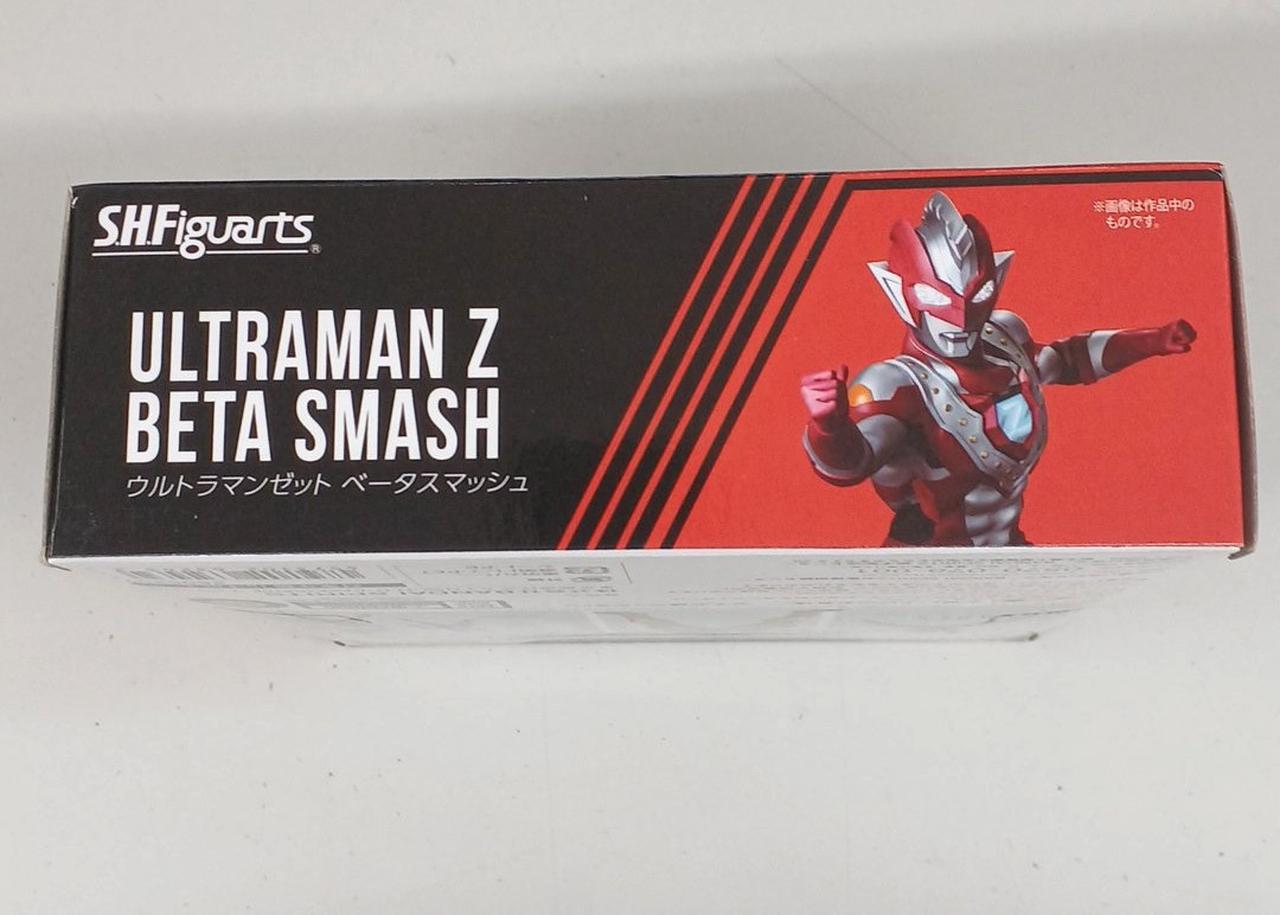 S.H.Figuarts®
ULTRAMAN Z
BETA SMASH
ウルトラマンゼット ベータスマッシュ
※画像は作品中の
ものです。